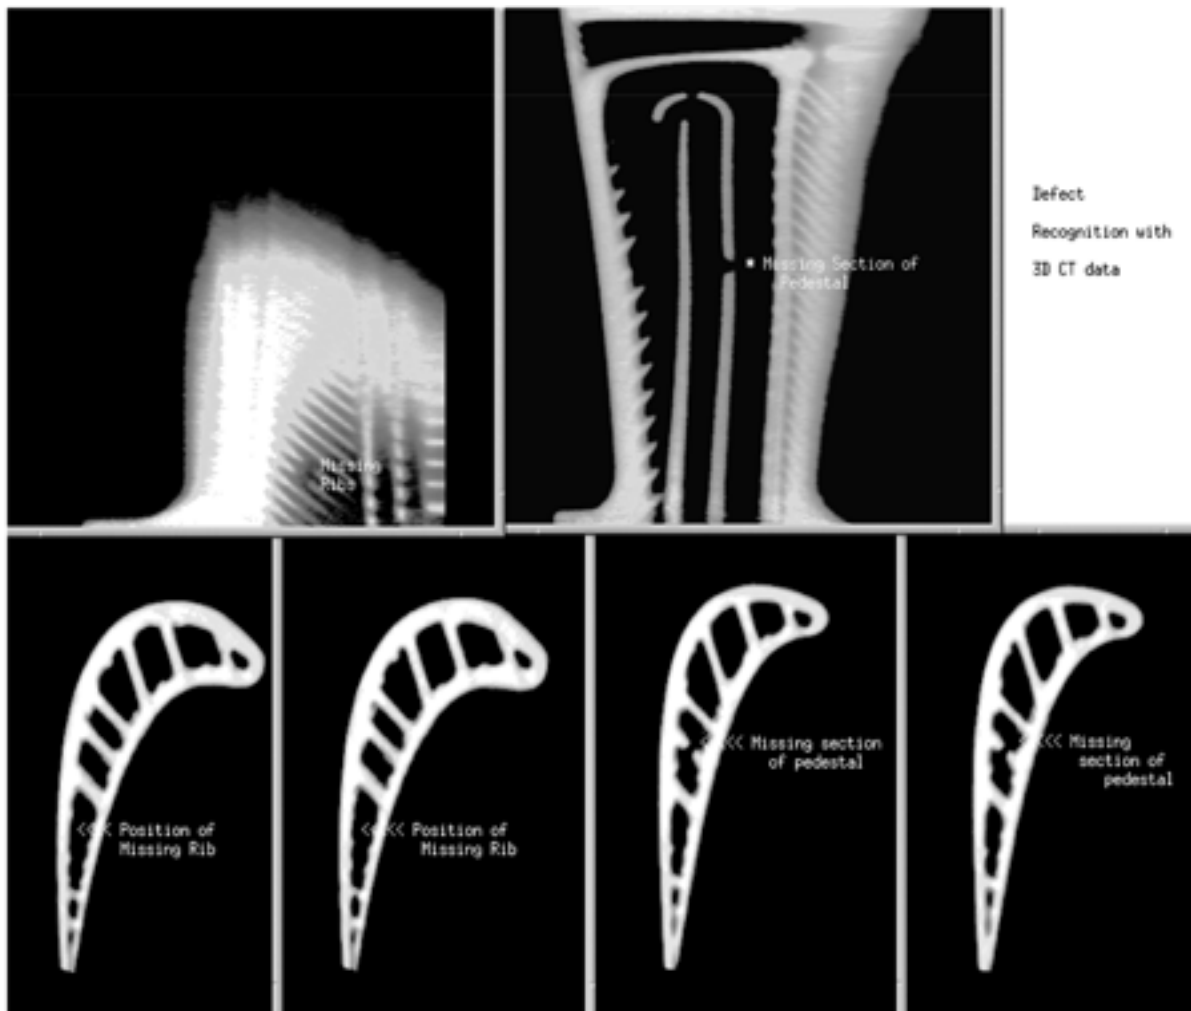 Defect
Recognition with
3D CT data
* Missing Section of
Pedestal
Missing
Ribs
<<< Position of
Missing Rib
<<< Position of
Missing Rib
<<< Missing section
of pedestal
<<< Missing
section of
pedestal